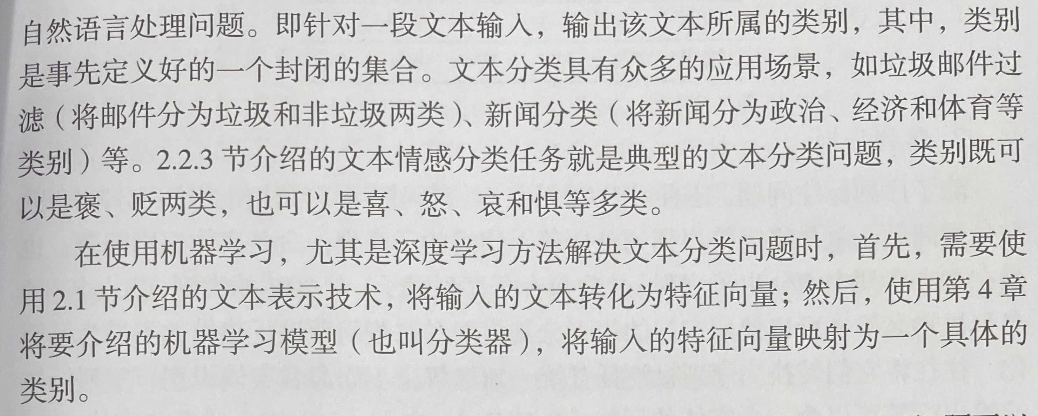 自然语言处理问题。即针对一段文本输入，输出该文本所属的类别，其中，类别
是事先定义好的一个封闭的集合。文本分类具有众多的应用场景，如垃圾邮件过
滤（将邮件分为垃圾和非垃圾两类）、新闻分类（将新闻分为政治、经济和体育等
类别）等。2.2.3 节介绍的文本情感分类任务就是典型的文本分类问题，类别既可
以是褒、贬两类，也可以是喜、怒、哀和惧等多类。
在使用机器学习，尤其是深度学习方法解决文本分类问题时，首先，需要使
用 2.1 节介绍的文本表示技术，将输入的文本转化为特征向量；然后，使用第 4 章
将要介绍的机器学习模型（也叫分类器），将输入的特征向量映射为一个具体的
类别。